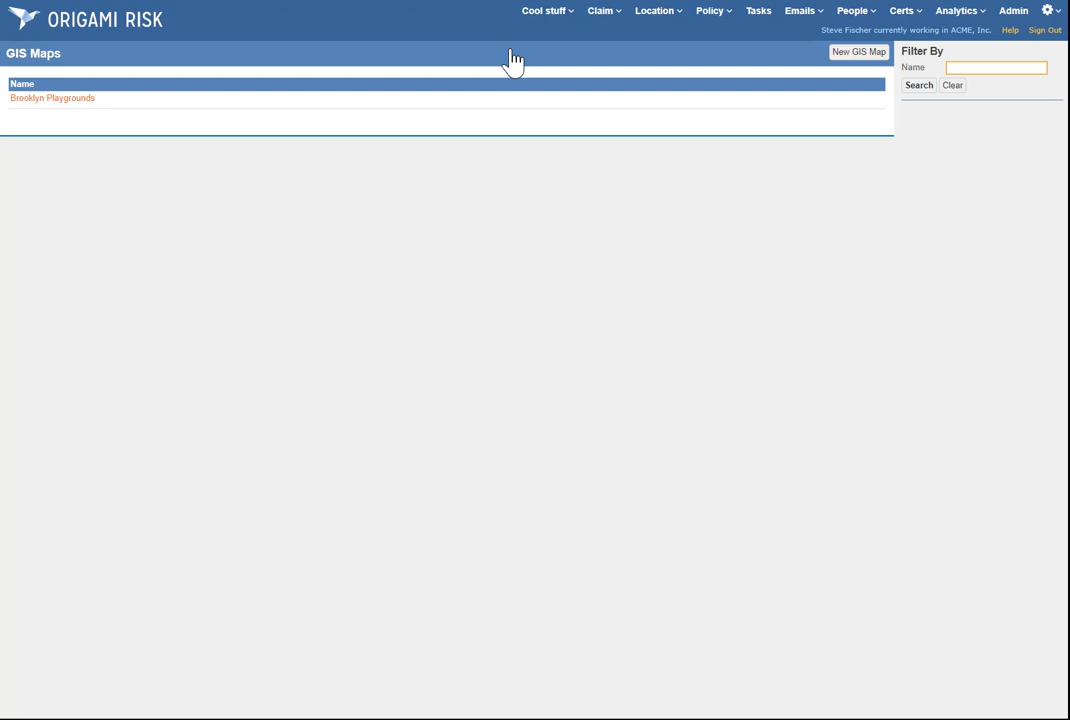 ORIGAMI RISK
Cool stuff Claim Location Policy Tasks Emails People Certs Analytics Admin
Steve Fischer currently working in ACME, Inc. Help Sign Out
GIS Maps
New GIS Map
Name
Brooklyn Playgrounds
Filter By
Name
Search Clear